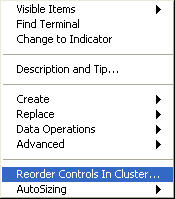 Visible Items
Find Terminal
Change to Indicator
Description and Tip...
Create
Replace
Data Operations
Advanced
Reorder Controls In Cluster...
AutoSizing